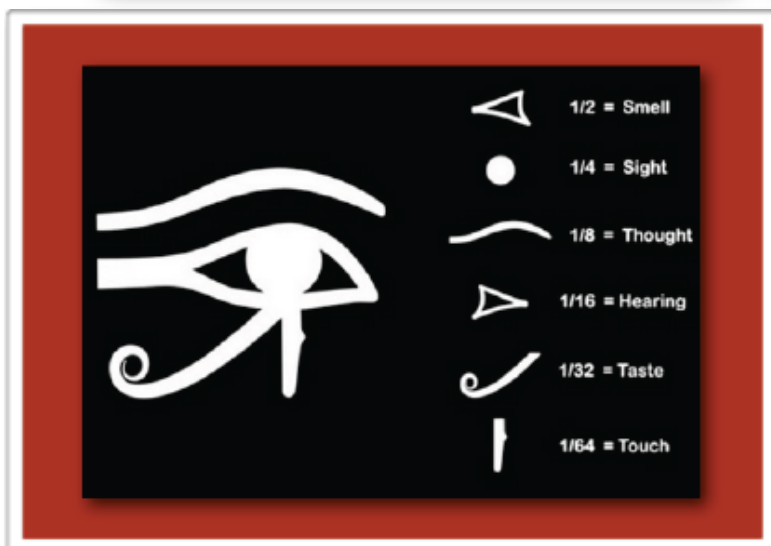 1/2 = Smell
1/4 = Sight
1/8 = Thought
1/16 = Hearing
1/32 = Taste
1/64 = Touch